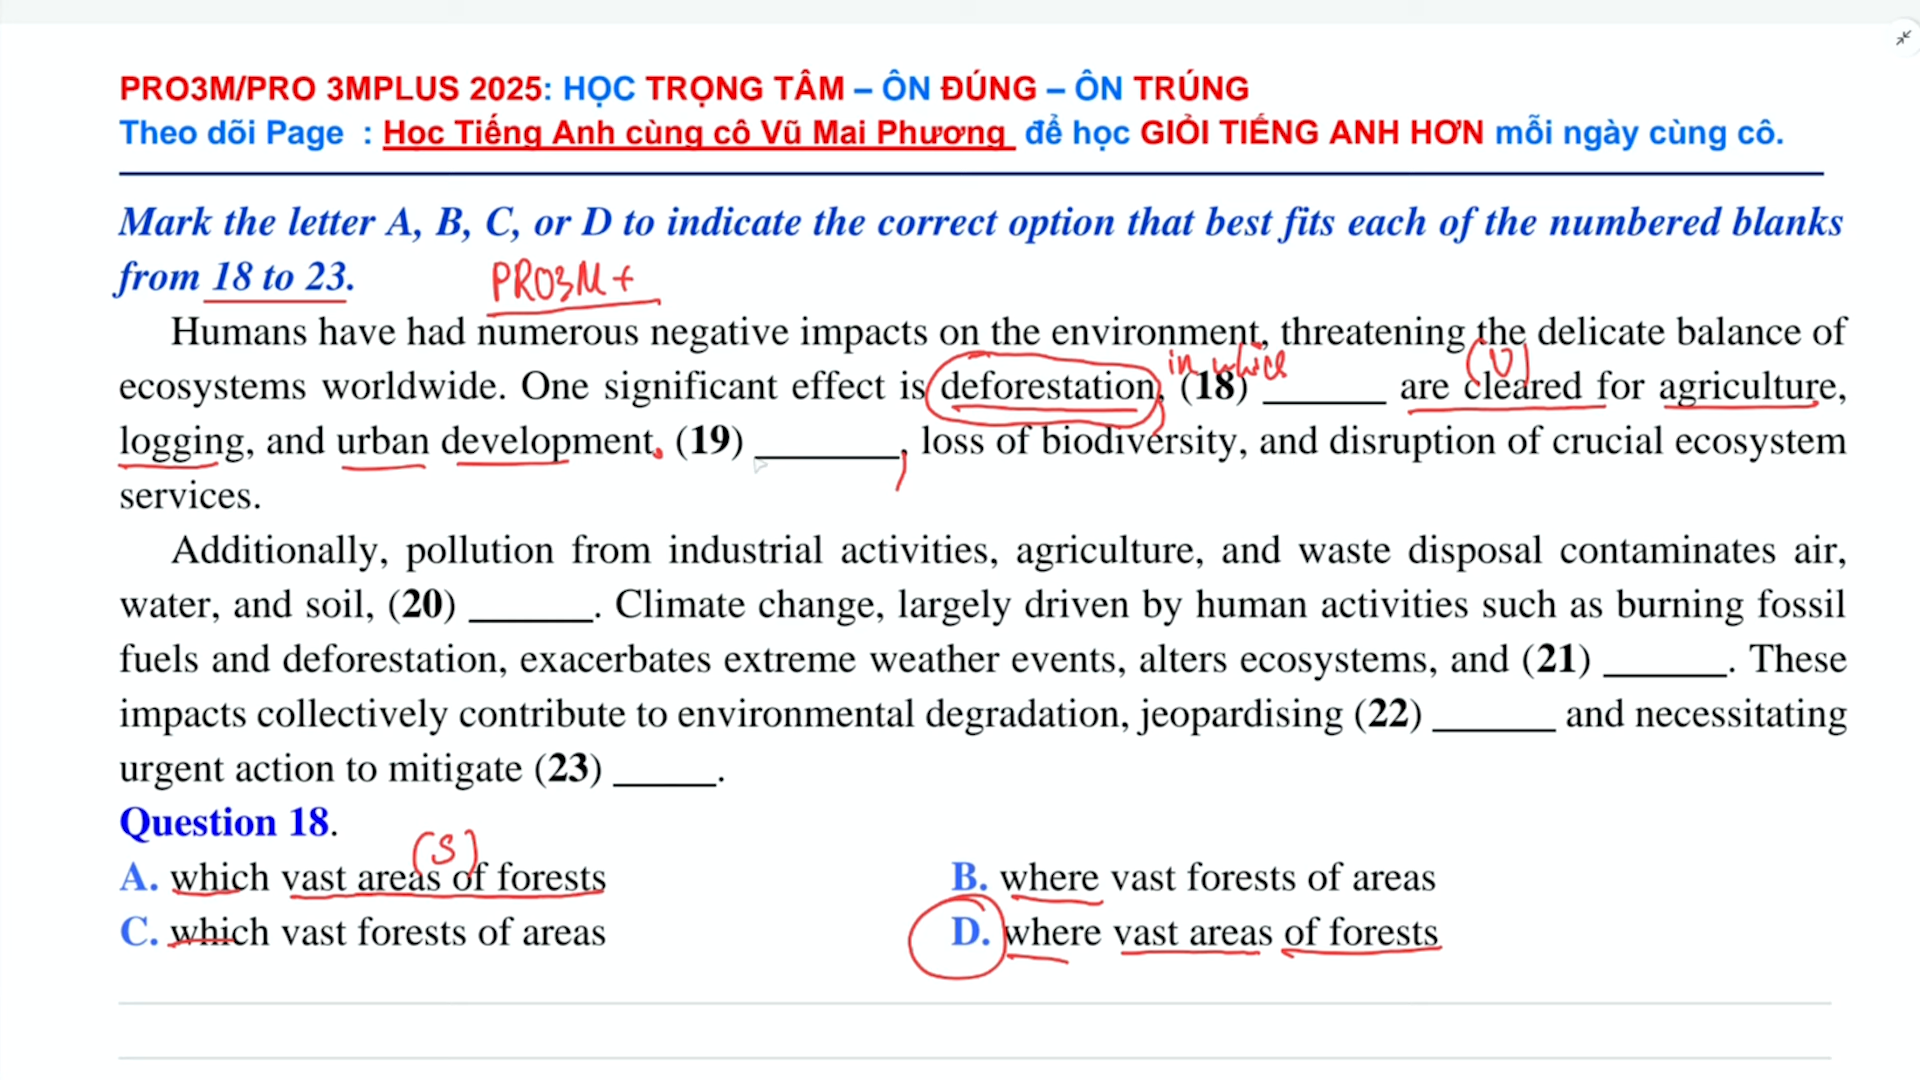 PRO3M/PRO 3MPLUS 2025: HỌC TRỌNG TÂM – ÔN ĐÚNG – ÔN TRÚNG
Theo dõi Page : Hoc Tiếng Anh cùng cô Vũ Mai Phương để học GIỎI TIẾNG ANH HƠN mỗi ngày cùng cô.
Mark the letter A, B, C, or D to indicate the correct option that best fits each of the numbered blanks
from 18 to 23.
PRO3M+
Humans have had numerous negative impacts on the environment, threatening the delicate balance of
in which (V)
ecosystems worldwide. One significant effect is deforestation, (18) ______ are cleared for agriculture,
logging, and urban development. (19) _______, loss of biodiversity, and disruption of crucial ecosystem
services.
Additionally, pollution from industrial activities, agriculture, and waste disposal contaminates air,
water, and soil, (20) ______. Climate change, largely driven by human activities such as burning fossil
fuels and deforestation, exacerbates extreme weather events, alters ecosystems, and (21) ______. These
impacts collectively contribute to environmental degradation, jeopardising (22) ______ and necessitating
urgent action to mitigate (23) _____.
Question 18.
(S)
A. which vast areas of forests B. where vast forests of areas
C. which vast forests of areas D. where vast areas of forests